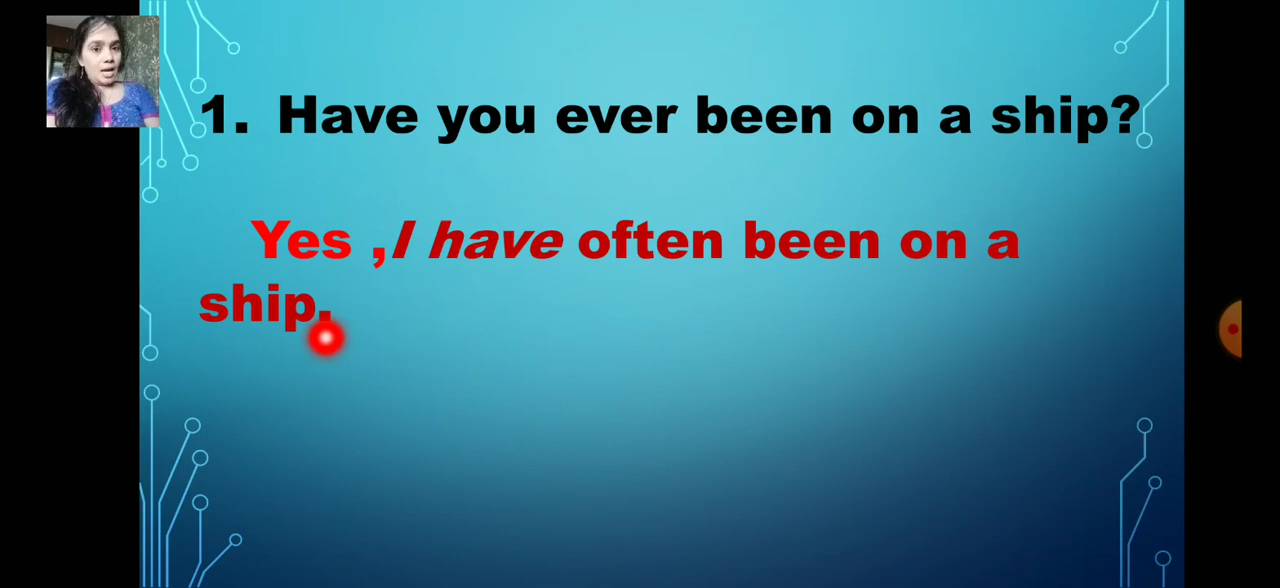 1. Have you ever been on a ship?
Yes ,I have often been on a
ship.